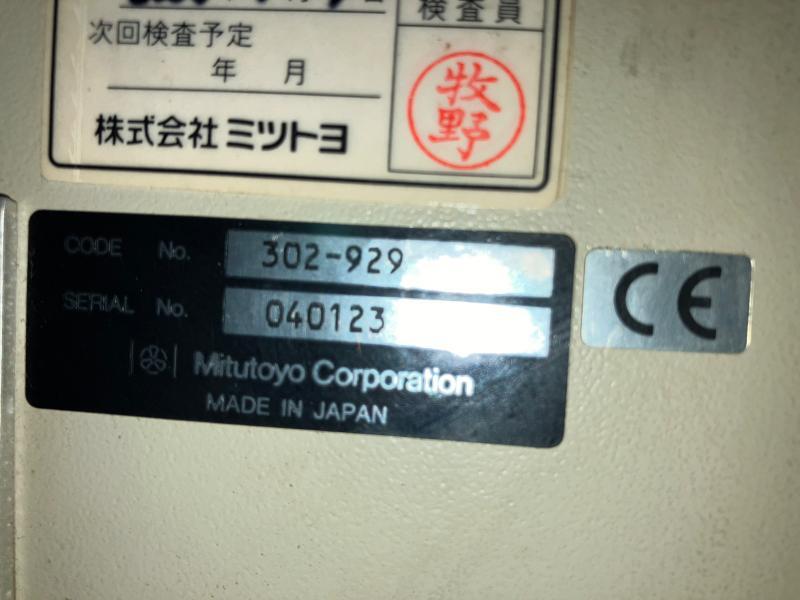 検査員
次回検査予定
年 月
牧野
株式会社 ミツトヨ
CODE No. 302-929
SERIAL No. 040123
Mitutoyo Corporation
MADE IN JAPAN
CE